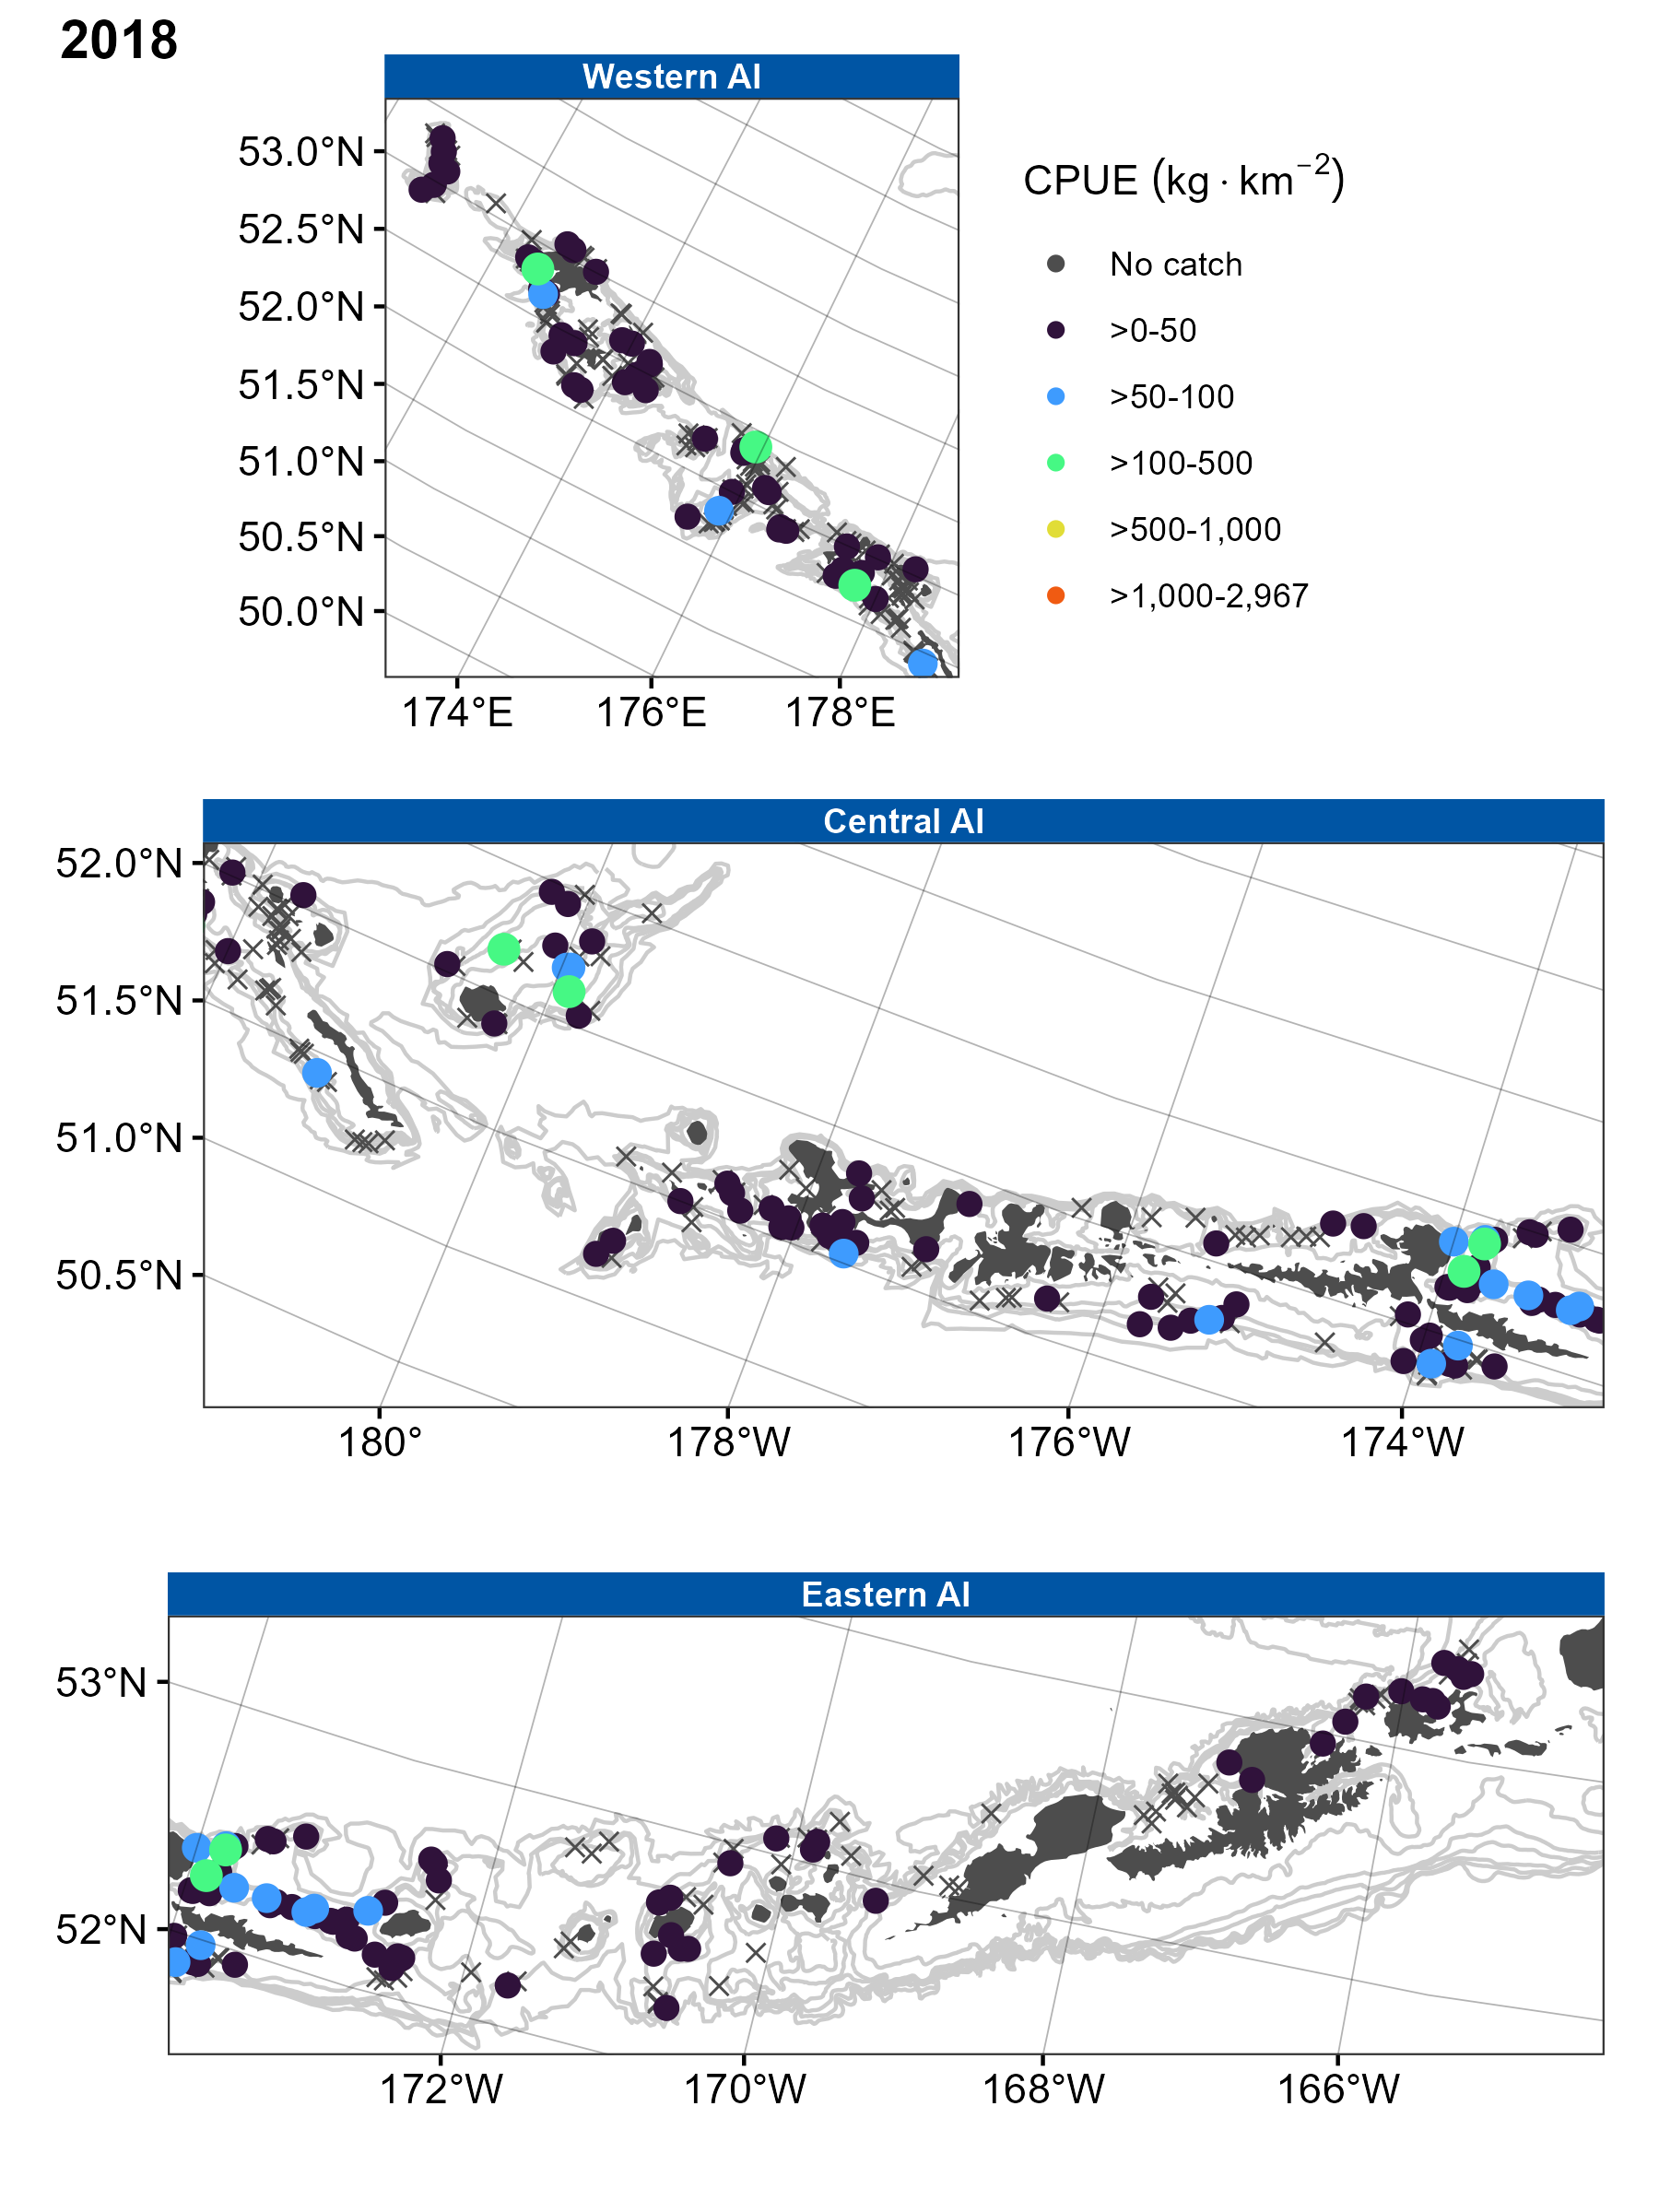 2018
Western AI
53.0°N
52.5°N
52.0°N
51.5°N
51.0°N
50.5°N
50.0°N
174°E 176°E 178°E
CPUE (kg · km⁻²)
No catch
>0-50
>50-100
>100-500
>500-1,000
>1,000-2,967
Central AI
52.0°N
51.5°N
51.0°N
50.5°N
180° 178°W 176°W 174°W
Eastern AI
53°N
52°N
172°W 170°W 168°W 166°W